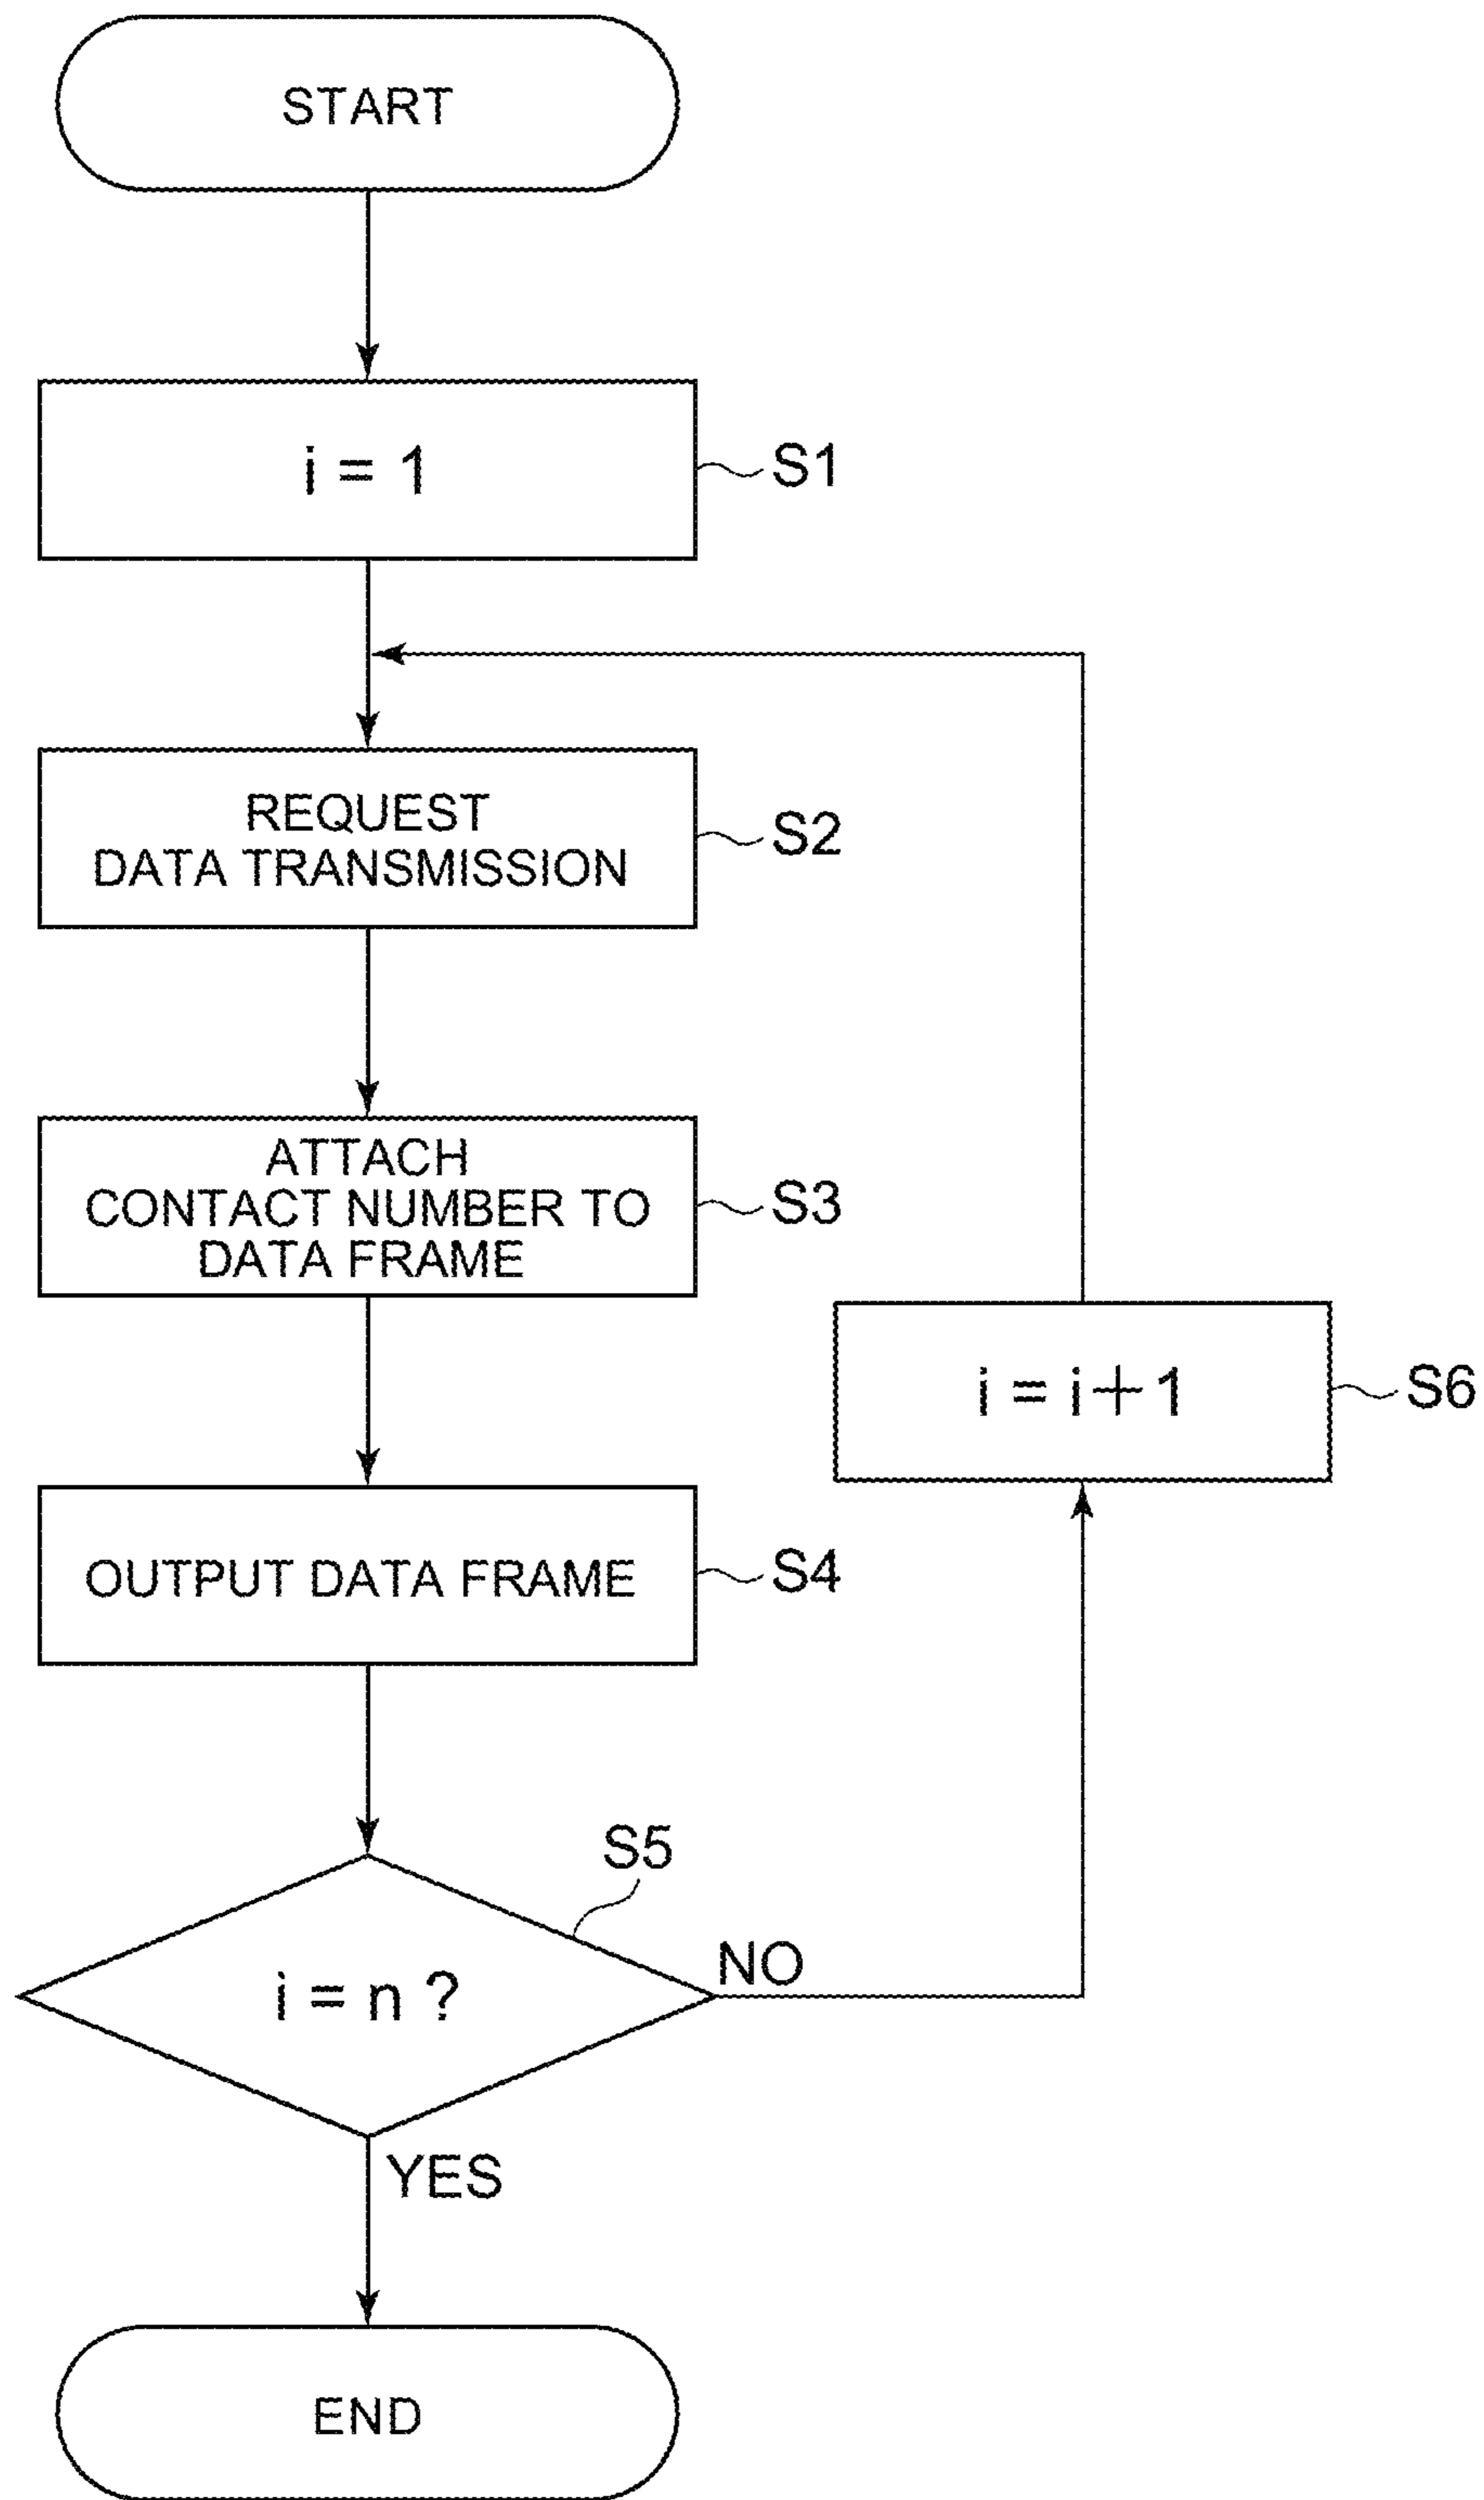 START
i = 1
S1
REQUEST
DATA TRANSMISSION
S2
ATTACH
CONTACT NUMBER TO
DATA FRAME
S3
i = i+1
S6
OUTPUT DATA FRAME
S4
S5
i = n ?
NO
YES
END